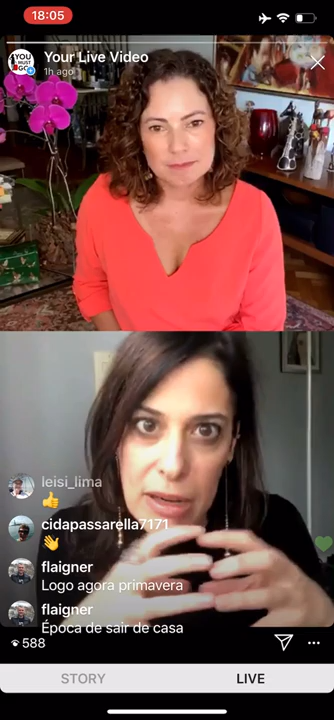 18:05
YOU
MUST
GO!
Your Live Video
1h ago
leisi_lima
👍
cidapassarella7171
👋
flaigner
Logo agora primavera
flaigner
Época de sair de casa
588
STORY
LIVE